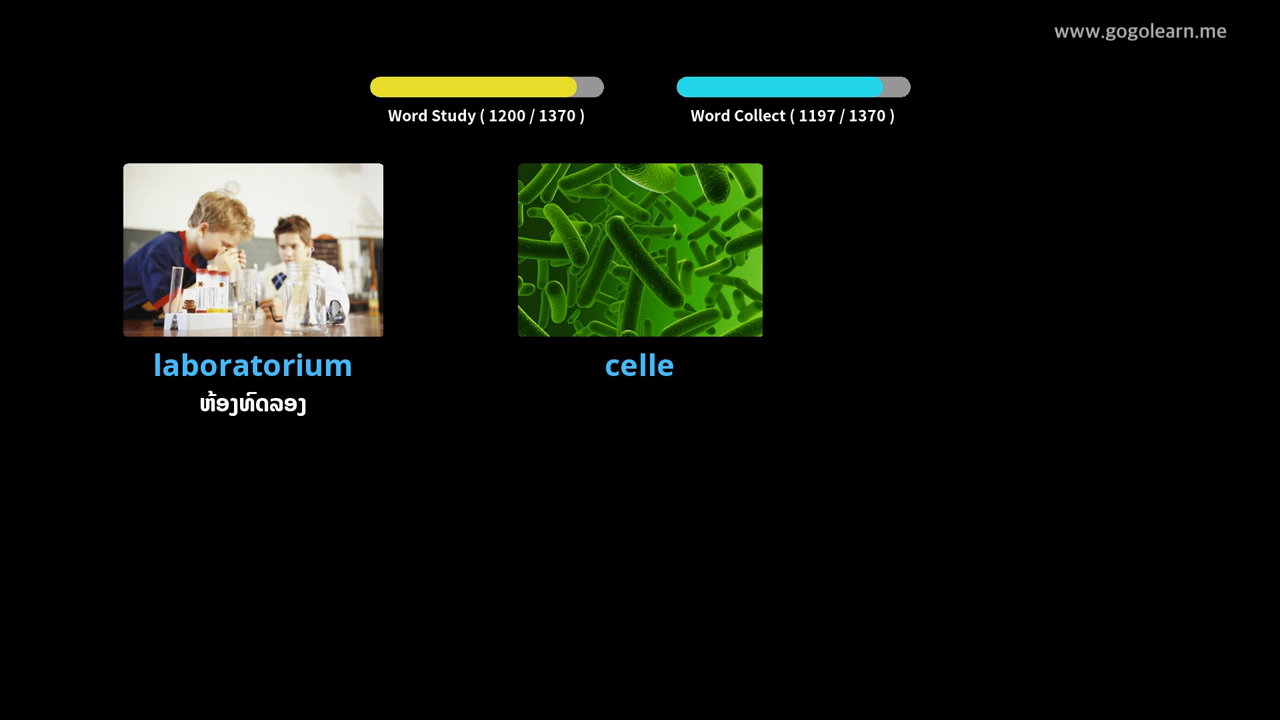 www.gogolearn.me
Word Study ( 1200 / 1370 )
Word Collect ( 1197 / 1370 )
laboratorium
ຫ້ອງທົດລອງ
celle